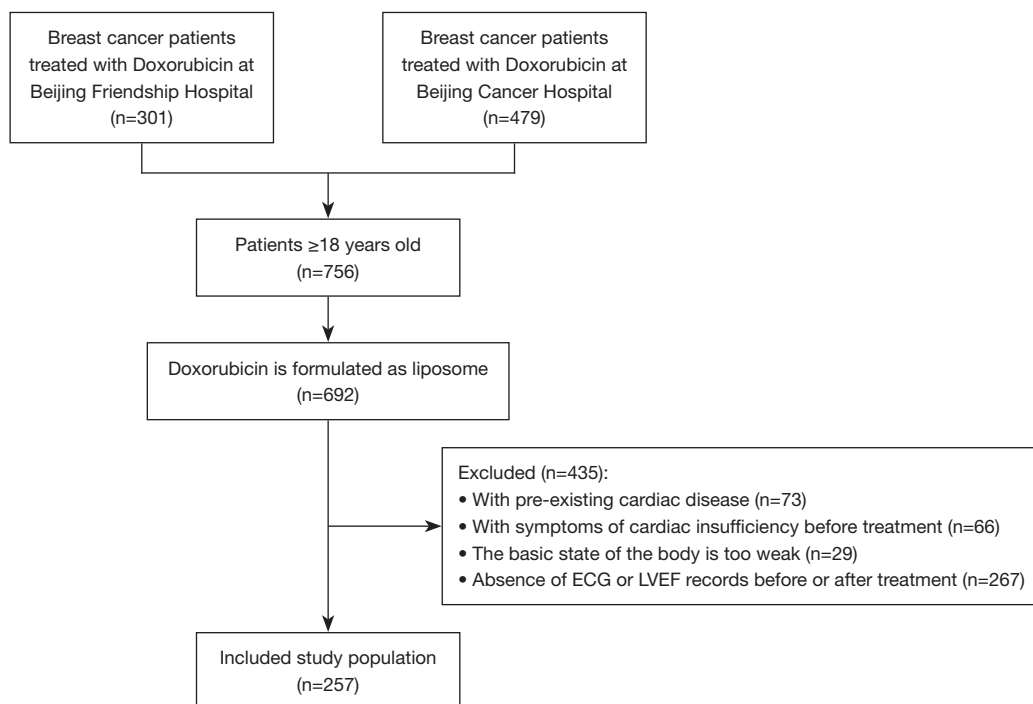 Breast cancer patients
treated with Doxorubicin at
Beijing Friendship Hospital
(n=301)
Breast cancer patients
treated with Doxorubicin at
Beijing Cancer Hospital
(n=479)
Patients ≥18 years old
(n=756)
Doxorubicin is formulated as liposome
(n=692)
Excluded (n=435):
• With pre-existing cardiac disease (n=73)
• With symptoms of cardiac insufficiency before treatment (n=66)
• The basic state of the body is too weak (n=29)
• Absence of ECG or LVEF records before or after treatment (n=267)
Included study population
(n=257)